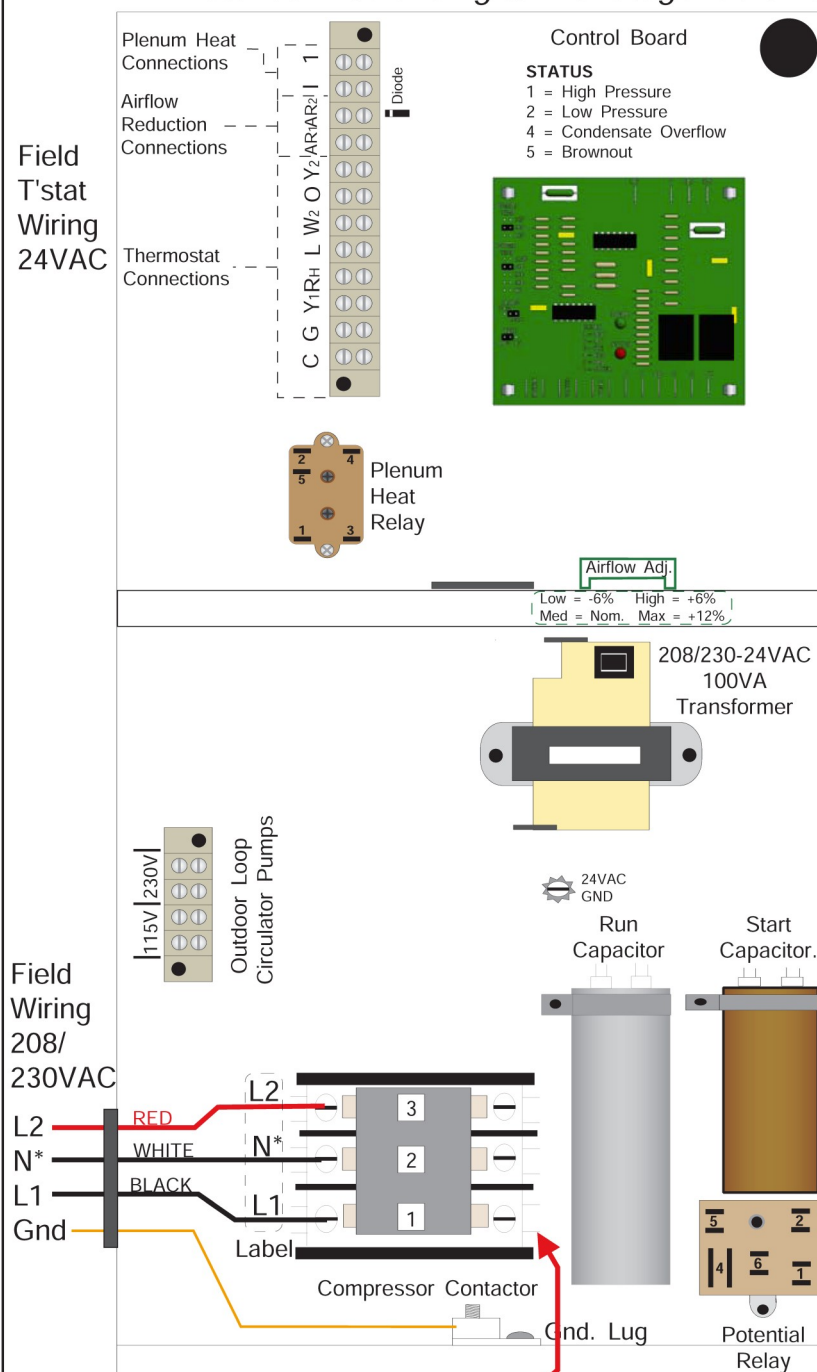 Control Board
STATUS
1 = High Pressure
2 = Low Pressure
4 = Condensate Overflow
5 = Brownout
Plenum Heat
Connections
Airflow
Reduction
Connections
Thermostat
Connections
Field
T'stat
Wiring
24VAC
1
I
AR2
AR1
Y2
O
W2
L
RH
Y1
G
C
Diode
2
4
5
1
3
Plenum
Heat
Relay
Airflow Adj.
Low = -6% High = +6%
Med = Nom. Max = +12%
208/230-24VAC
100VA
Transformer
115V 230V
Outdoor Loop
Circulator Pumps
24VAC
GND
Run
Capacitor
Start
Capacitor.
Field
Wiring
208/
230VAC
L2
RED
L2
3
N*
WHITE
N*
2
L1
BLACK
L1
1
Gnd
Label
Compressor Contactor
Gnd. Lug
5
2
4
6
1
Potential
Relay